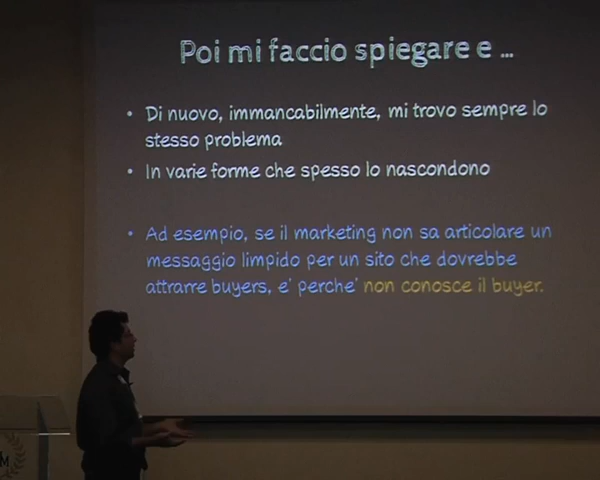 Poi mi faccio spiegare e ...
• Di nuovo, immancabilmente, mi trovo sempre lo
stesso problema
• In varie forme che spesso lo nascondono
• Ad esempio, se il marketing non sa articolare un
messaggio limpido per un sito che dovrebbe
attrarre buyers, e' perche' non conosce il buyer.
M